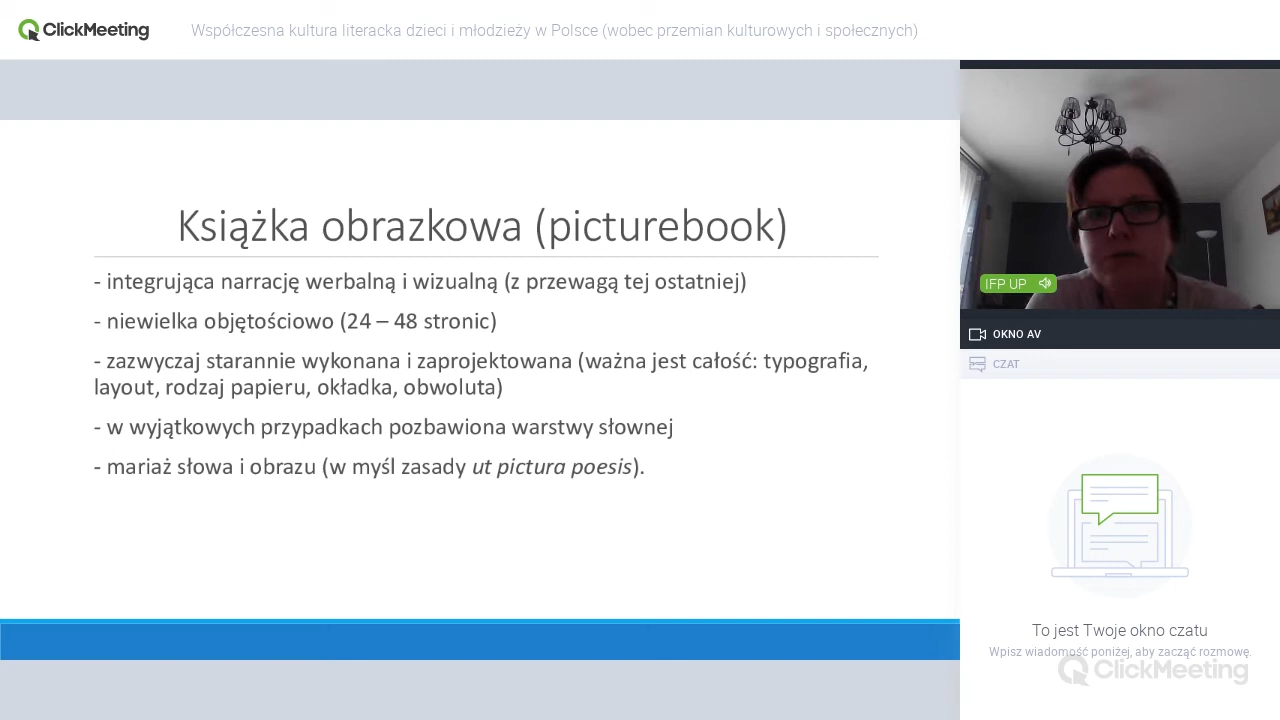 ClickMeeting
Współczesna kultura literacka dzieci i młodzieży w Polsce (wobec przemian kulturowych i społecznych)
Książka obrazkowa (picturebook)
- integrująca narrację werbalną i wizualną (z przewagą tej ostatniej)
- niewielka objętościowo (24 – 48 stronic)
- zazwyczaj starannie wykonana i zaprojektowana (ważna jest całość: typografia,
layout, rodzaj papieru, okładka, obwoluta)
- w wyjątkowych przypadkach pozbawiona warstwy słownej
- mariaż słowa i obrazu (w myśl zasady ut pictura poesis).
IFP UP
OKNO AV
CZAT
To jest Twoje okno czatu
Wpisz wiadomość poniżej, aby zacząć rozmowę.
ClickMeeting